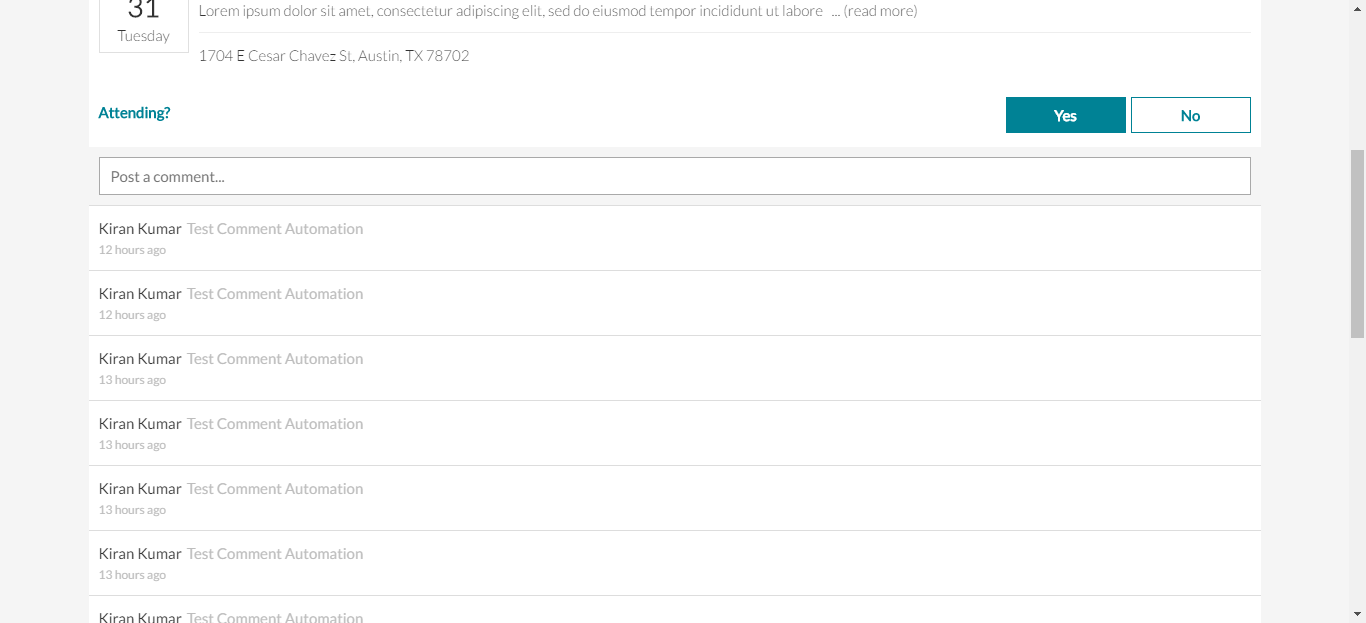 31
Tuesday
Lorem ipsum dolor sit amet, consectetur adipiscing elit, sed do eiusmod tempor incididunt ut labore ... (read more)
1704 E Cesar Chavez St, Austin, TX 78702
Attending?
Yes
No
Post a comment...
Kiran Kumar Test Comment Automation
12 hours ago
Kiran Kumar Test Comment Automation
12 hours ago
Kiran Kumar Test Comment Automation
13 hours ago
Kiran Kumar Test Comment Automation
13 hours ago
Kiran Kumar Test Comment Automation
13 hours ago
Kiran Kumar Test Comment Automation
13 hours ago
Kiran Kumar Test Comment Automation